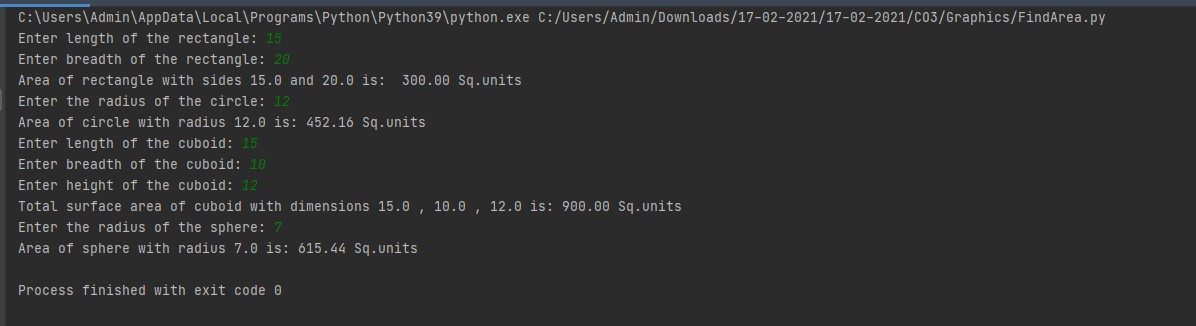 C:\Users\Admin\AppData\Local\Programs\Python\Python39\python.exe C:/Users/Admin/Downloads/17-02-2021/17-02-2021/CO3/Graphics/FindArea.py
Enter length of the rectangle: 15
Enter breadth of the rectangle: 20
Area of rectangle with sides 15.0 and 20.0 is:  300.00 Sq.units
Enter the radius of the circle: 12
Area of circle with radius 12.0 is: 452.16 Sq.units
Enter length of the cuboid: 15
Enter breadth of the cuboid: 10
Enter height of the cuboid: 12
Total surface area of cuboid with dimensions 15.0 , 10.0 , 12.0 is: 900.00 Sq.units
Enter the radius of the sphere: 7
Area of sphere with radius 7.0 is: 615.44 Sq.units
Process finished with exit code 0